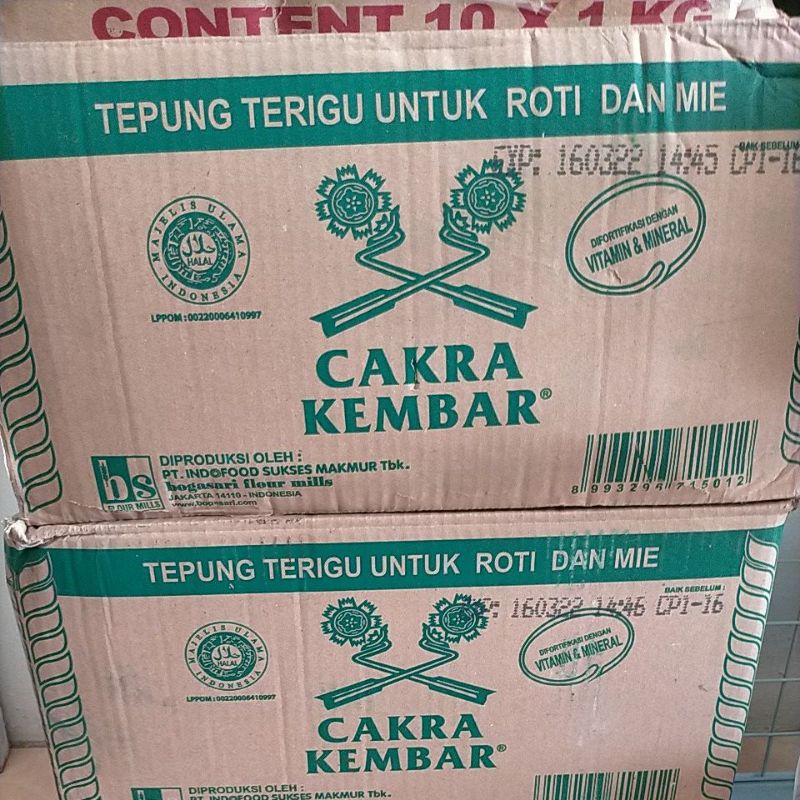 CONTENT 10 X 1 KG
TEPUNG TERIGU UNTUK ROTI DAN MIE
BAIK SEBELUM
EXP: 160322 14:45 CP1-16
MAJELIS ULAMA INDONESIA
حلال
HALAL
LPPOM : 00220006410997
DIFORTIFIKASI DENGAN
VITAMIN & MINERAL
CAKRA
KEMBAR®
bs
FLOUR MILLS
DIPRODUKSI OLEH :
PT. INDOFOOD SUKSES MAKMUR Tbk.
bogasari flour mills
JAKARTA 14110 - INDONESIA
www.bogasari.com
8 993296 715012
TEPUNG TERIGU UNTUK ROTI DAN MIE
BAIK SEBELUM :
160322 14:46 CP1-16
MAJELIS ULAMA INDONESIA
حلال
HALAL
LPPOM : 00220006410997
DIFORTIFIKASI DENGAN
VITAMIN & MINERAL
CAKRA
KEMBAR®
DIPRODUKSI OLEH :
PT. INDOFOOD SUKSES MAKMUR Tbk.